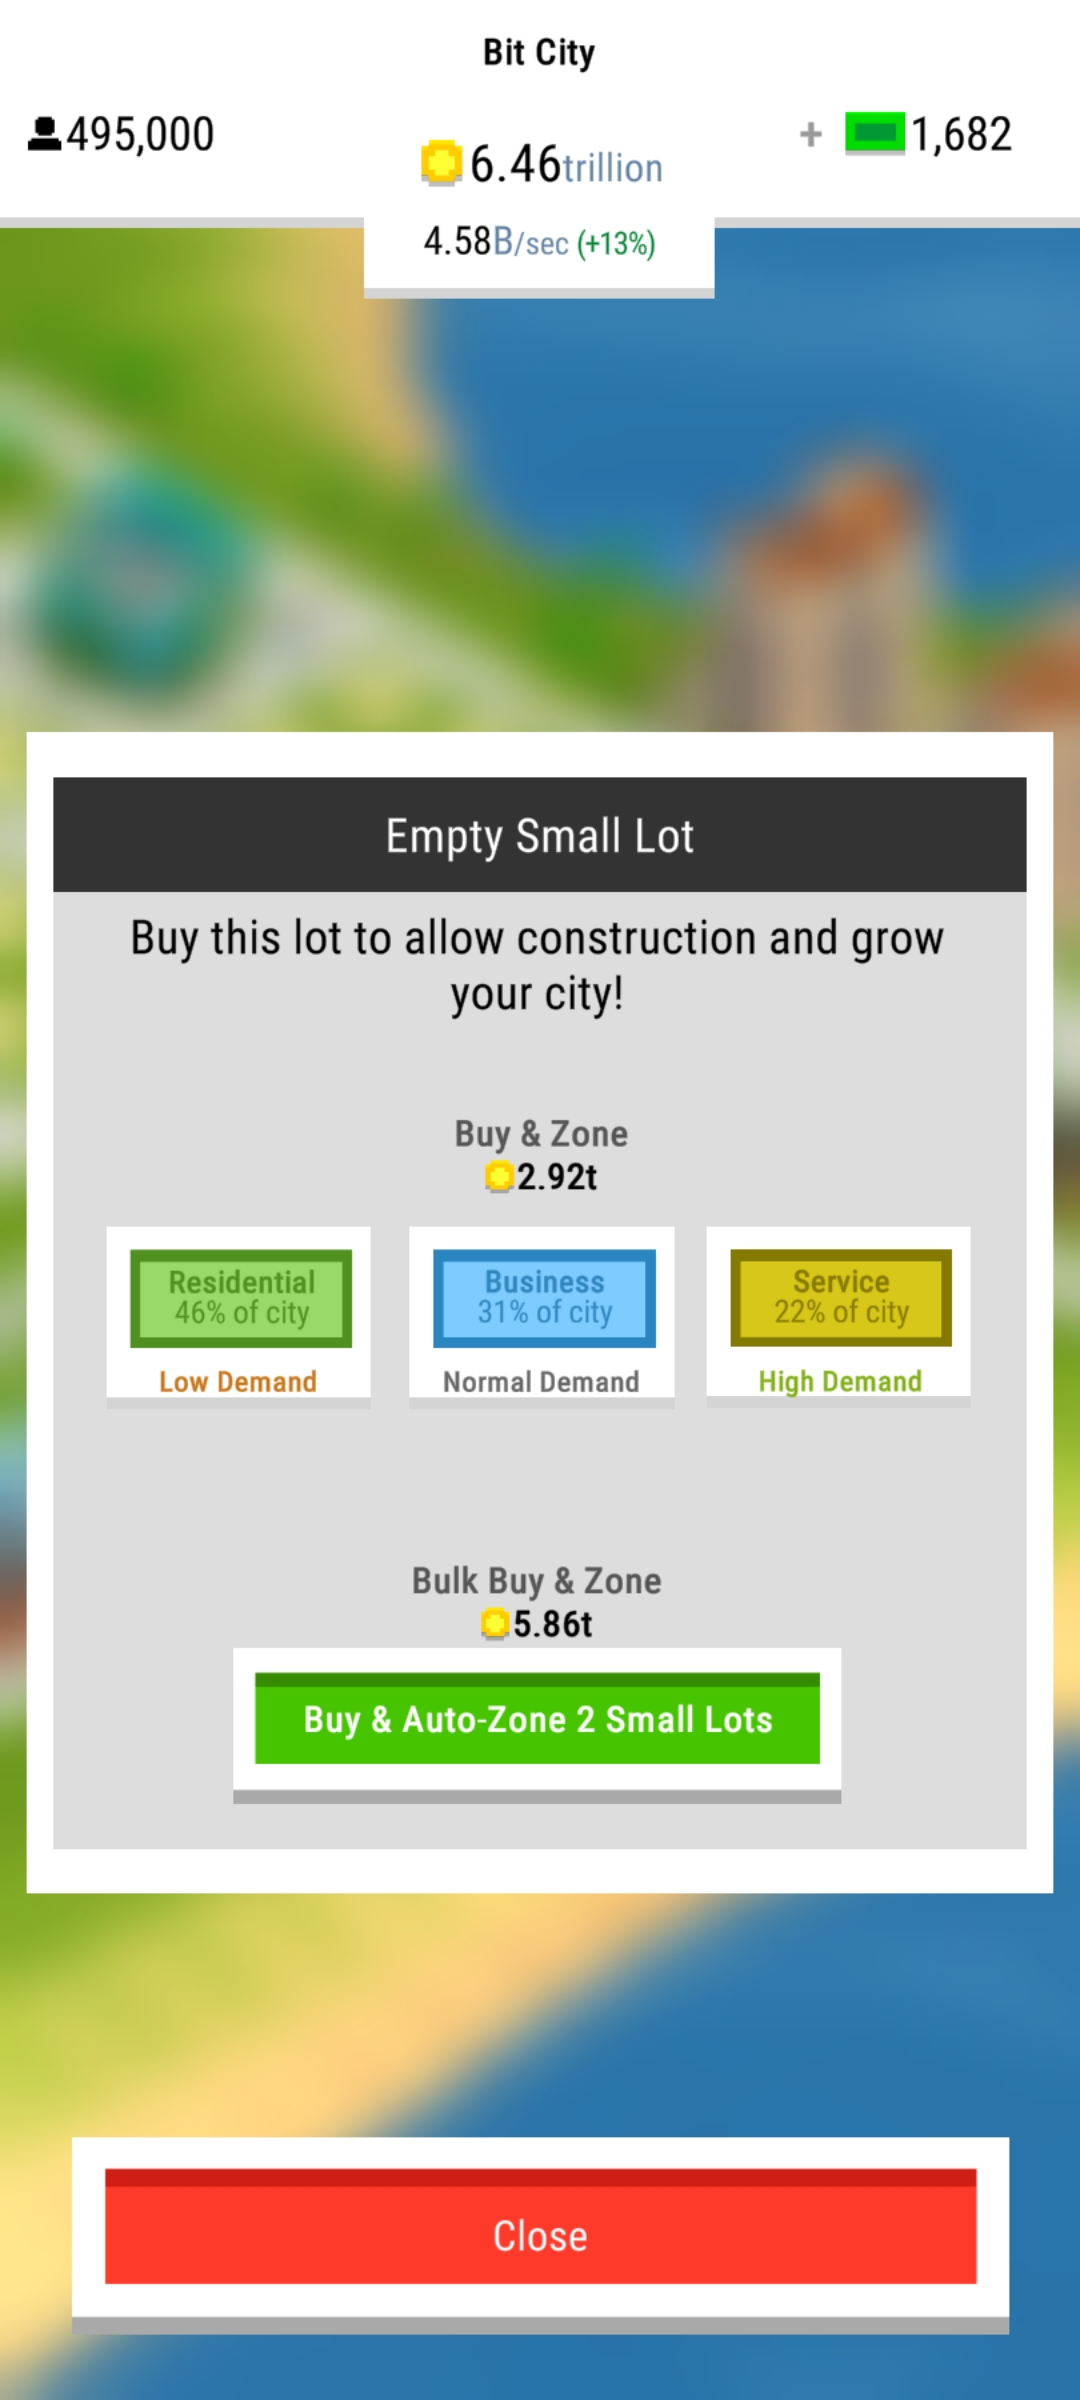 Bit City
495,000
6.46trillion
+ 1,682
4.58B/sec (+13%)
Empty Small Lot
Buy this lot to allow construction and grow
your city!
Buy & Zone
2.92t
Residential
46% of city
Low Demand
Business
31% of city
Normal Demand
Service
22% of city
High Demand
Bulk Buy & Zone
5.86t
Buy & Auto-Zone 2 Small Lots
Close